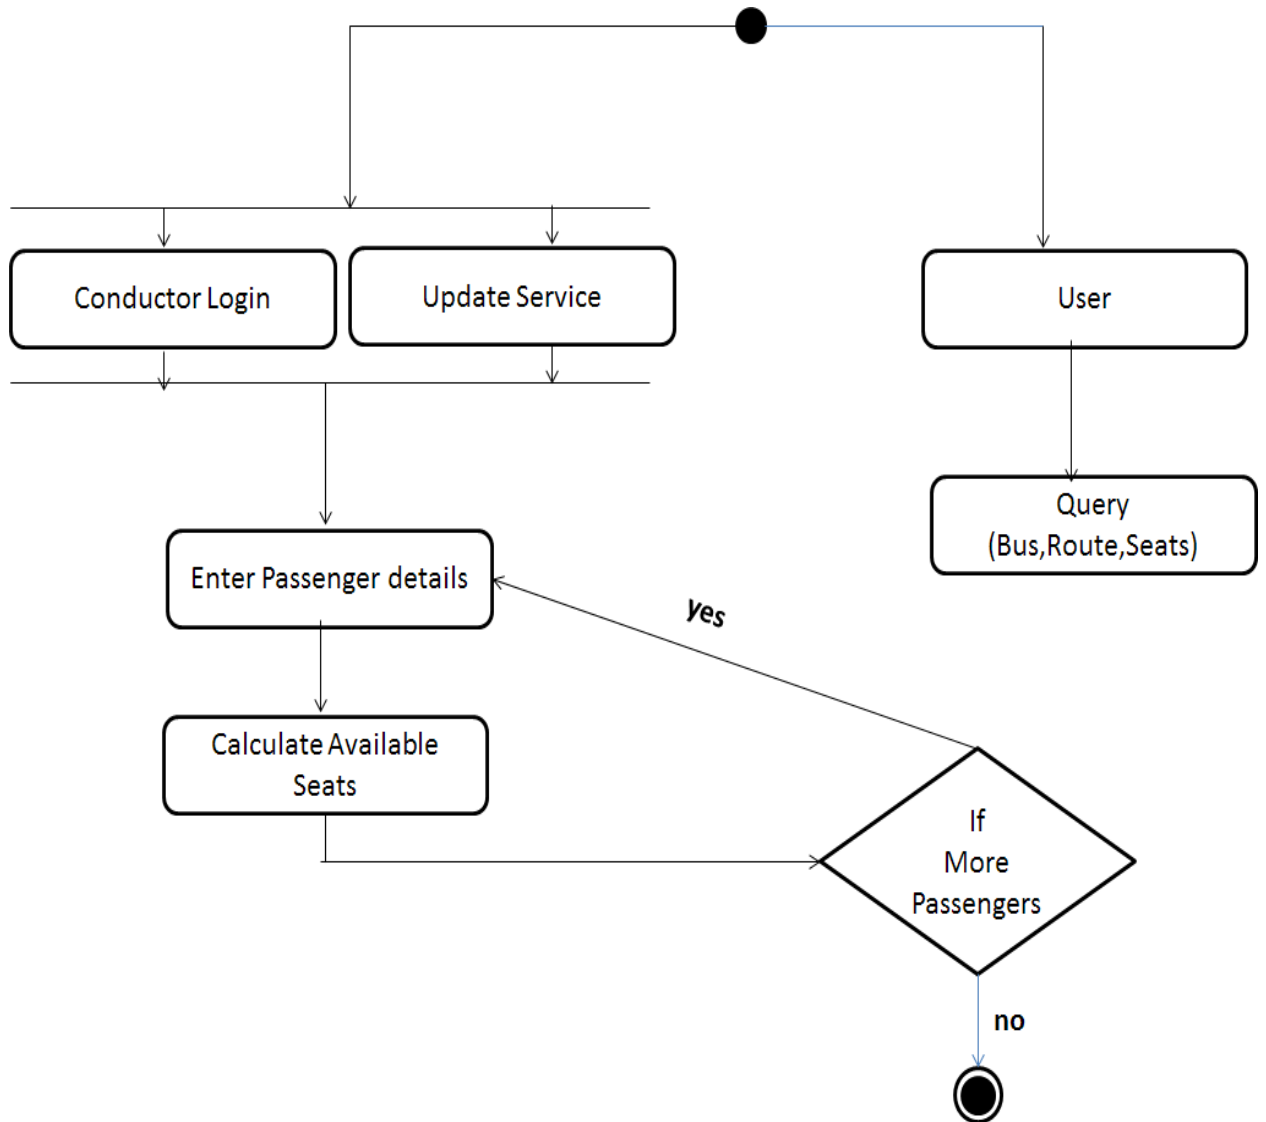 Conductor Login
Update Service
User
Query
(Bus,Route,Seats)
Enter Passenger details
yes
Calculate Available
Seats
If
More
Passengers
no